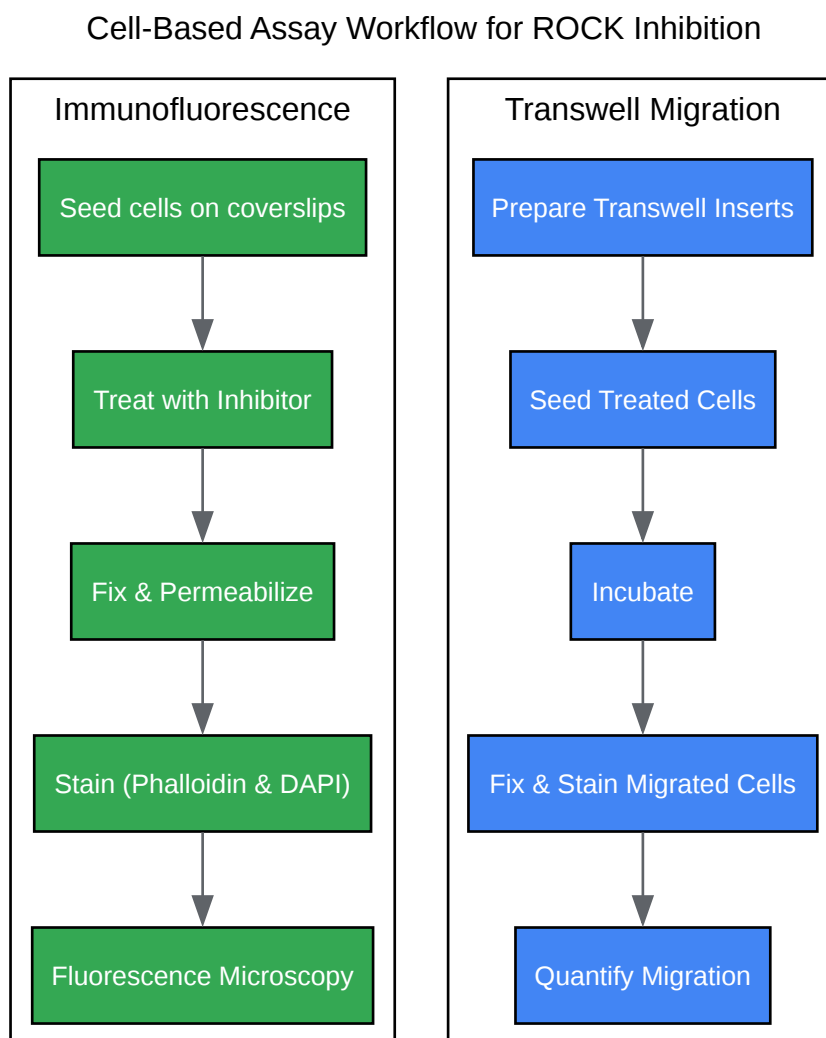 Cell-Based Assay Workflow for ROCK Inhibition
Immunofluorescence
Seed cells on coverslips
Treat with Inhibitor
Fix & Permeabilize
Stain (Phalloidin & DAPI)
Fluorescence Microscopy
Transwell Migration
Prepare Transwell Inserts
Seed Treated Cells
Incubate
Fix & Stain Migrated Cells
Quantify Migration